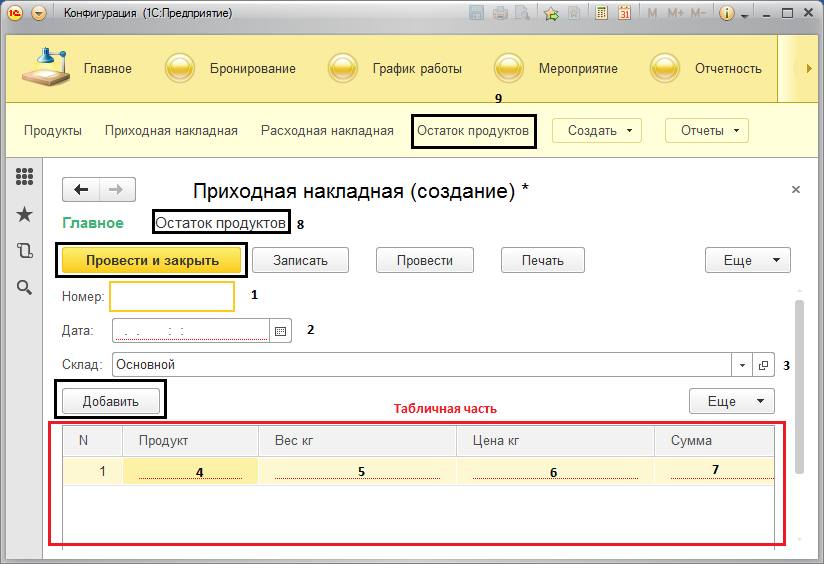 Конфигурация (1С:Предприятие)
M M+ M-
Главное Бронирование График работы Мероприятие Отчетность
9
Продукты Приходная накладная Расходная накладная Остаток продуктов Создать Отчеты
Приходная накладная (создание) *
Главное Остаток продуктов 8
Провести и закрыть Записать Провести Печать Еще
Номер: 1
Дата: . . : : 2
Склад: Основной 3
Добавить Табличная часть Еще
N Продукт Вес кг Цена кг Сумма
1 4 5 6 7